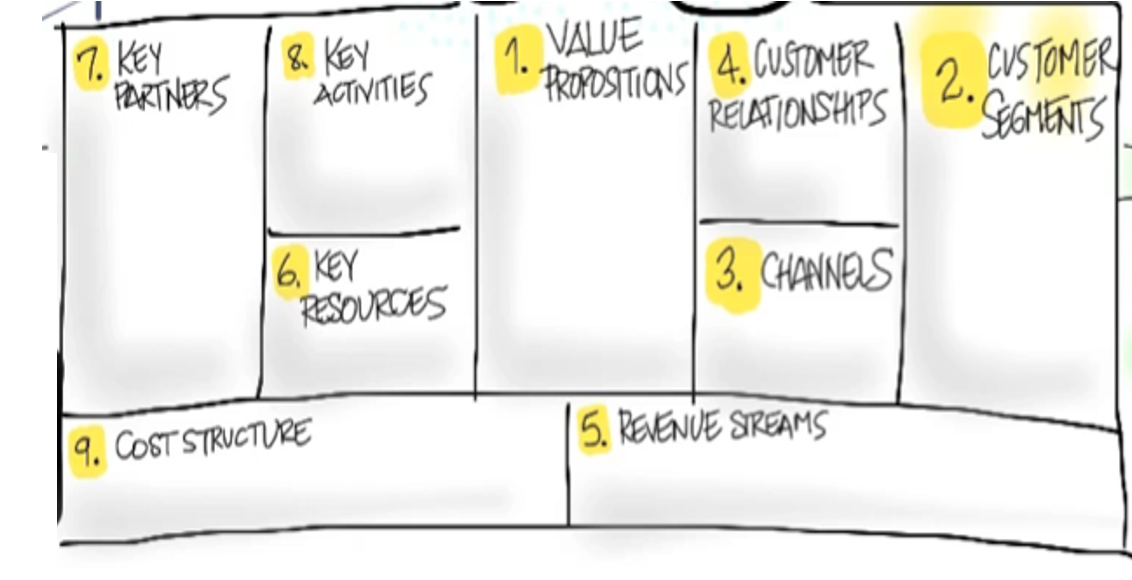 7. KEY
PARTNERS
8. KEY
ACTIVITIES
6. KEY
RESOURCES
1. VALUE
PROPOSITIONS
4. CUSTOMER
RELATIONSHIPS
3. CHANNELS
2. CUSTOMER
SEGMENTS
9. COST STRUCTURE
5. REVENUE STREAMS